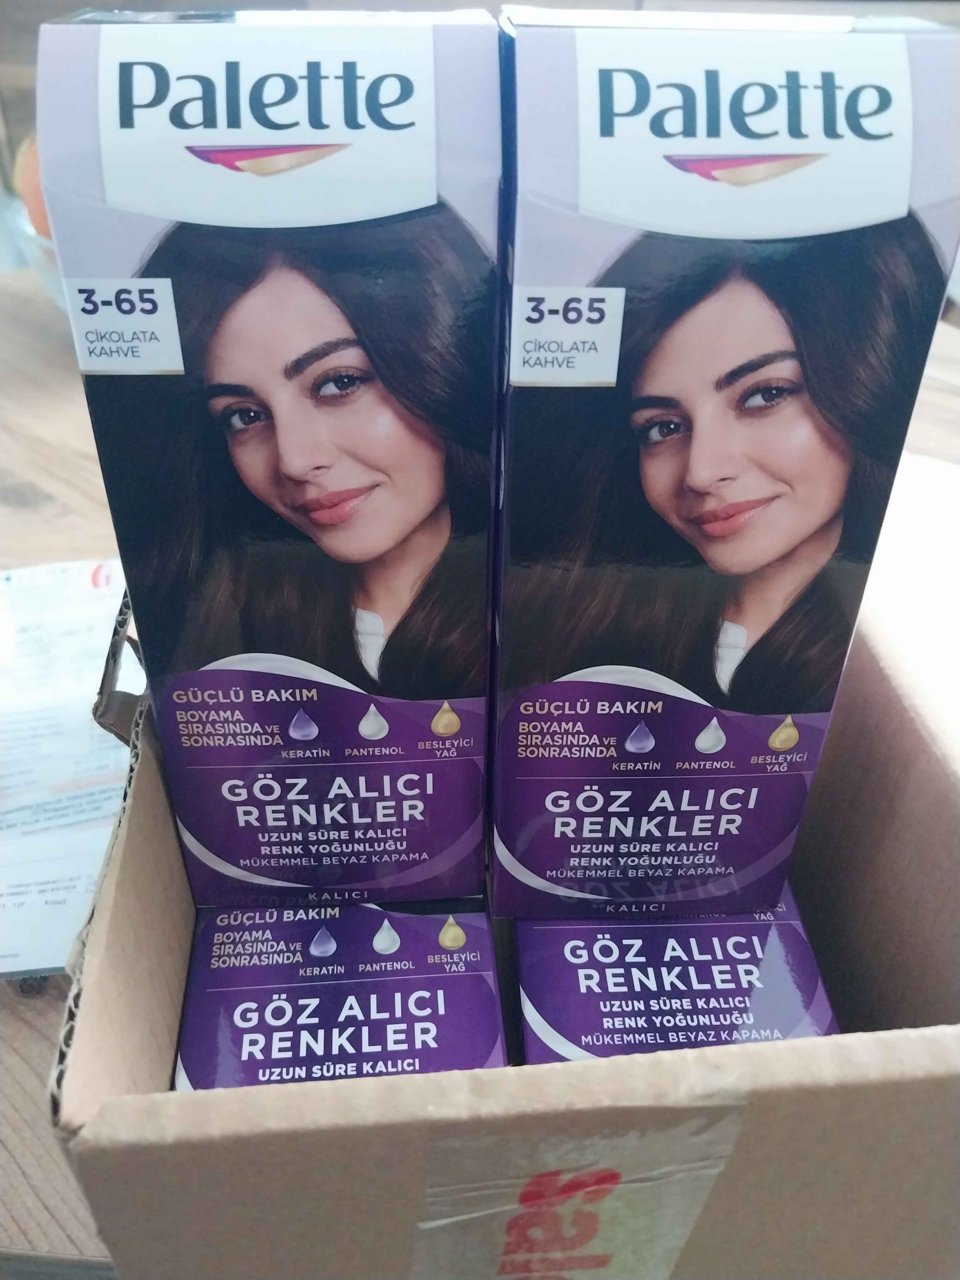 Palette
3-65
ÇİKOLATA
KAHVE
GÜÇLÜ BAKIM
BOYAMA
SIRASINDA VE
SONRASINDA
KERATİN
PANTENOL
BESLEYİCİ
YAĞ
GÖZ ALICI
RENKLER
UZUN SÜRE KALICI
RENK YOĞUNLUĞU
MÜKEMMEL BEYAZ KAPAMA
KALICI
Palette
3-65
ÇİKOLATA
KAHVE
GÜÇLÜ BAKIM
BOYAMA
SIRASINDA VE
SONRASINDA
KERATİN
PANTENOL
BESLEYİCİ
YAĞ
GÖZ ALICI
RENKLER
UZUN SÜRE KALICI
RENK YOĞUNLUĞU
MÜKEMMEL BEYAZ KAPAMA
KALICI
GÜÇLÜ BAKIM
BOYAMA
SIRASINDA VE
SONRASINDA
KERATİN
PANTENOL
BESLEYİCİ
YAĞ
GÖZ ALICI
RENKLER
UZUN SÜRE KALICI
YAĞ
GÖZ ALICI
RENKLER
UZUN SÜRE KALICI
RENK YOĞUNLUĞU
MÜKEMMEL BEYAZ KAPAMA